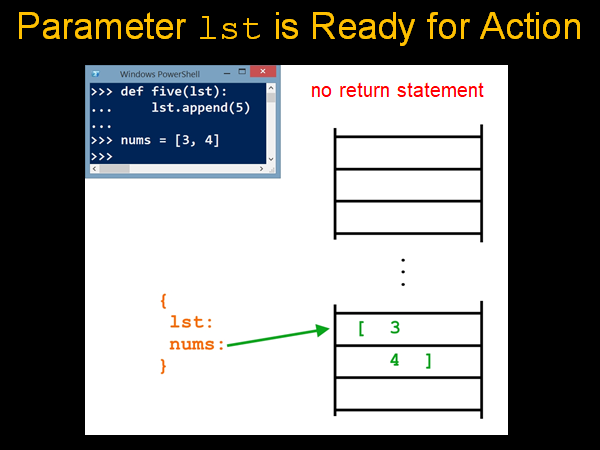 Parameter lst is Ready for Action
Windows PowerShell
>>> def five(lst):
...     lst.append(5)
...
>>> nums = [3, 4]
>>>
no return statement
{
lst:
nums:
}
.
.
.
[ 3
4 ]